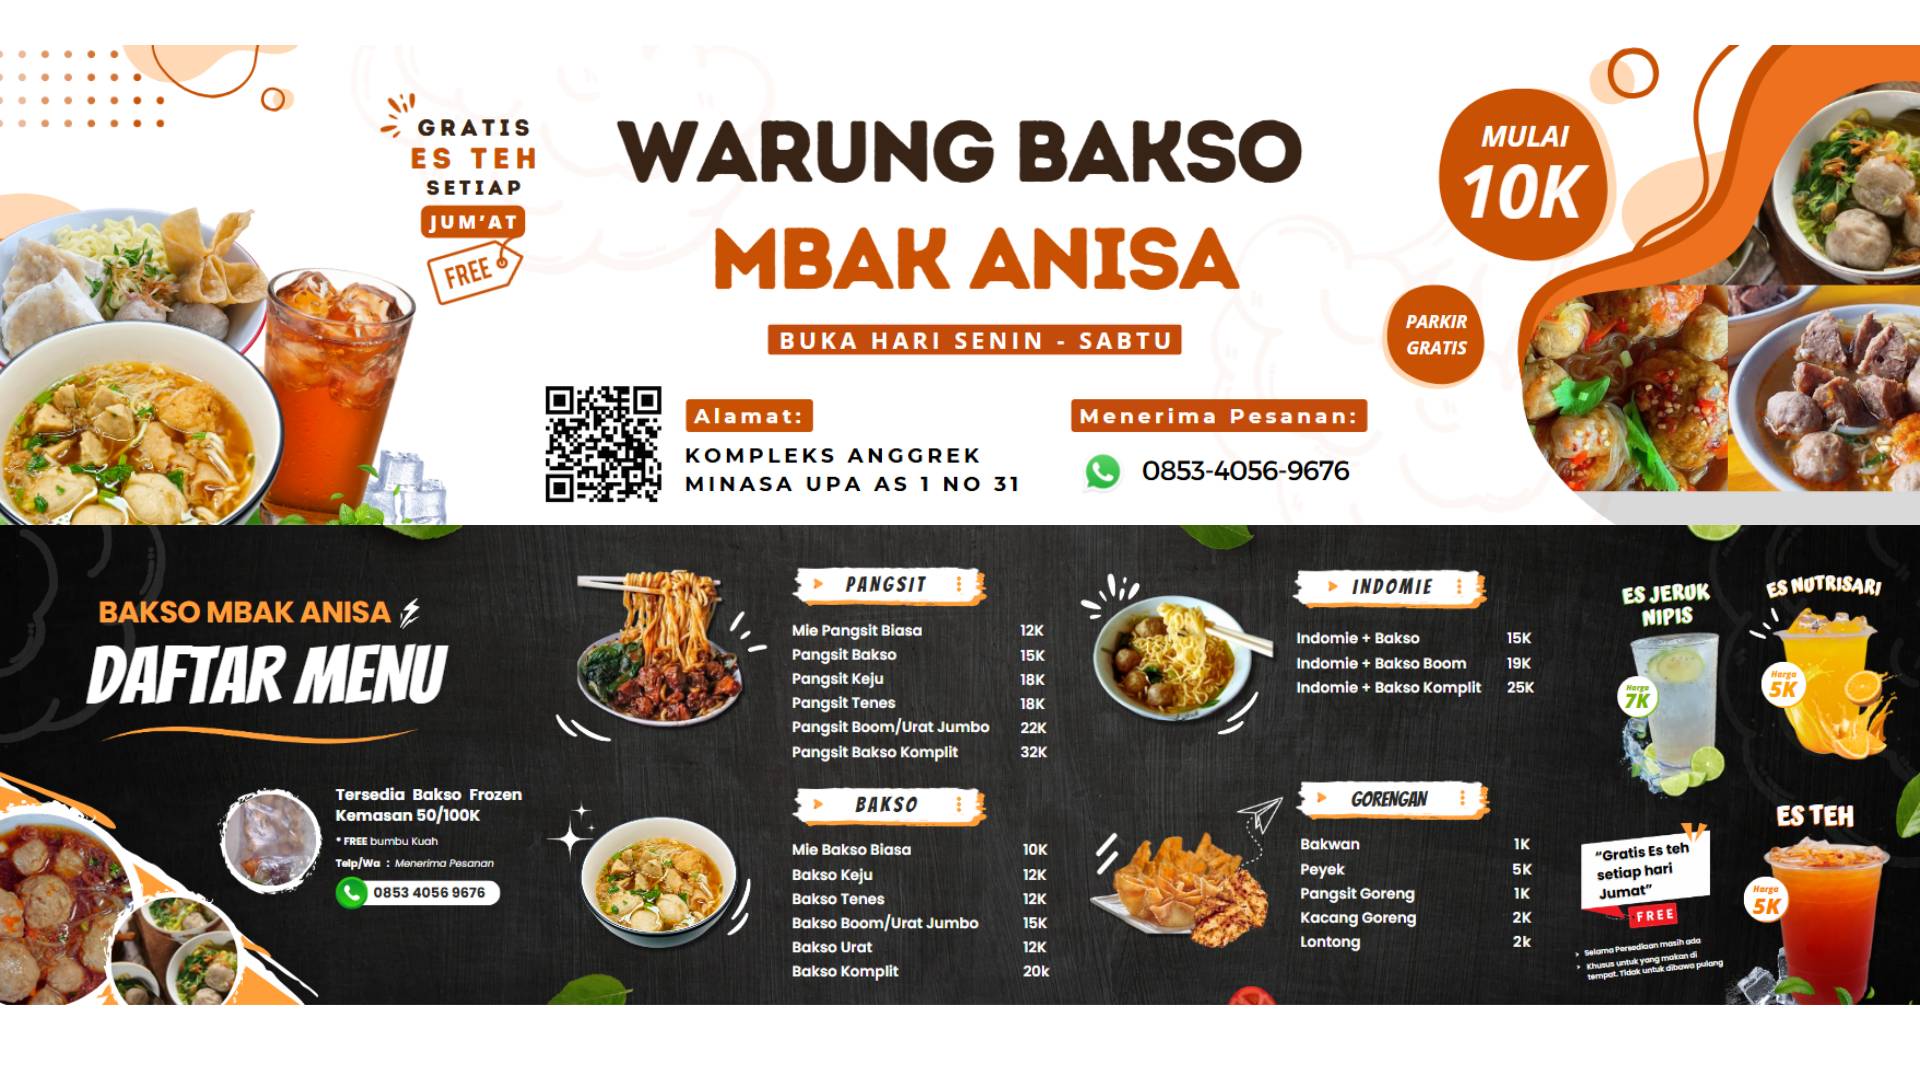 GRATIS
ES TEH
SETIAP
JUM'AT
FREE
WARUNG BAKSO
MBAK ANISA
BUKA HARI SENIN - SABTU
Alamat:
KOMPLEKS ANGGREK
MINASA UPA AS 1 NO 31
Menerima Pesanan:
0853-4056-9676
MULAI
10K
PARKIR
GRATIS
BAKSO MBAK ANISA
DAFTAR MENU
Tersedia Bakso Frozen
Kemasan 50/100K
* FREE bumbu Kuah
Telp/Wa : Menerima Pesanan
0853 4056 9676
PANGSIT
Mie Pangsit Biasa 12K
Pangsit Bakso 15K
Pangsit Keju 18K
Pangsit Tenes 18K
Pangsit Boom/Urat Jumbo 22K
Pangsit Bakso Komplit 32K
BAKSO
Mie Bakso Biasa 10K
Bakso Keju 12K
Bakso Tenes 12K
Bakso Boom/Urat Jumbo 15K
Bakso Urat 12K
Bakso Komplit 20k
INDOMIE
Indomie + Bakso 15K
Indomie + Bakso Boom 19K
Indomie + Bakso Komplit 25K
GORENGAN
Bakwan 1K
Peyek 5K
Pangsit Goreng 1K
Kacang Goreng 2K
Lontong 2k
ES JERUK
NIPIS
Harga
7K
ES NUTRISARI
Harga
5K
"Gratis Es teh
setiap hari
Jumat"
FREE
Selama Persediaan masih ada
Khusus untuk yang makan di
tempat. Tidak untuk dibawa pulang
ES TEH
Harga
5K